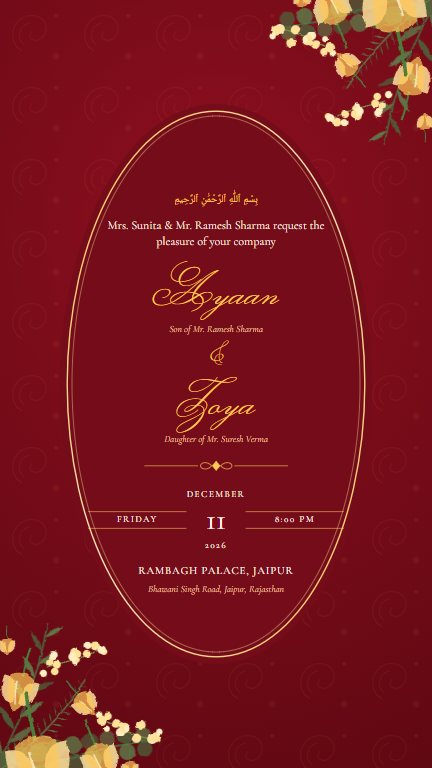 بِسْمِ اللّٰهِ الرَّحْمٰنِ الرَّحِيْمِ
Mrs. Sunita & Mr. Ramesh Sharma request the
pleasure of your company
Ayaan
Son of Mr. Ramesh Sharma
&
Zoya
Daughter of Mr. Suresh Verma
DECEMBER
FRIDAY 11 8:00 PM
2026
RAMBAGH PALACE, JAIPUR
Bhawani Singh Road, Jaipur, Rajasthan